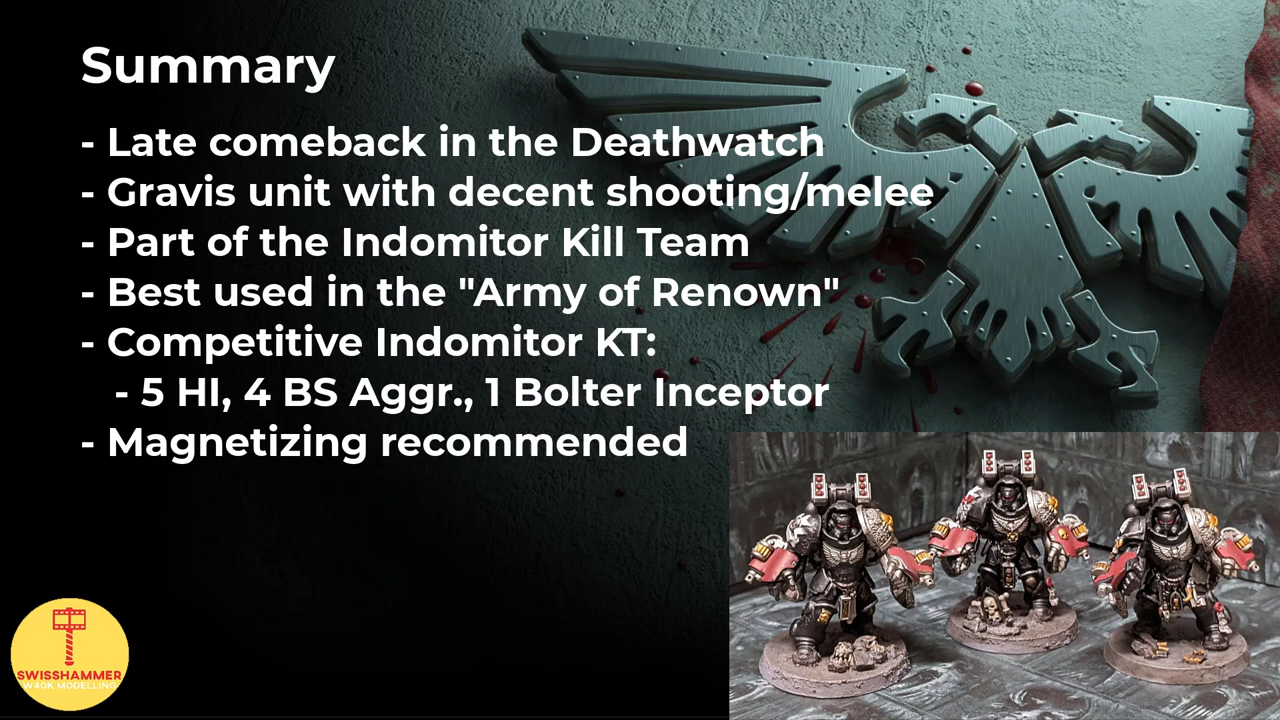 Summary
- Late comeback in the Deathwatch
- Gravis unit with decent shooting/melee
- Part of the Indomitor Kill Team
- Best used in the "Army of Renown"
- Competitive Indomitor KT:
- 5 HI, 4 BS Aggr., 1 Bolter Inceptor
- Magnetizing recommended
SWISSHAMMER
W40K MODELLING